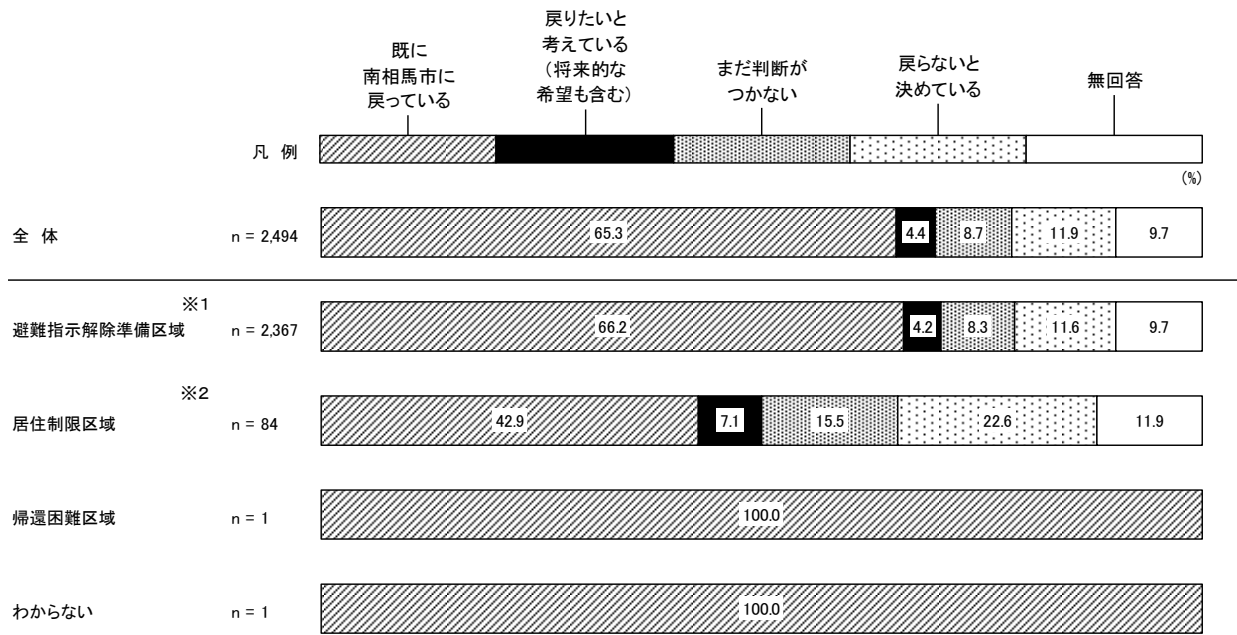 既に
南相馬市に
戻っている
戻りたいと
考えている
(将来的な
希望も含む)
まだ判断が
つかない
戻らないと
決めている
無回答
凡 例
(%)
全 体 n = 2,494 65.3 4.4 8.7 11.9 9.7
※1
避難指示解除準備区域 n = 2,367 66.2 4.2 8.3 11.6 9.7
※2
居住制限区域 n = 84 42.9 7.1 15.5 22.6 11.9
帰還困難区域 n = 1 100.0
わからない n = 1 100.0